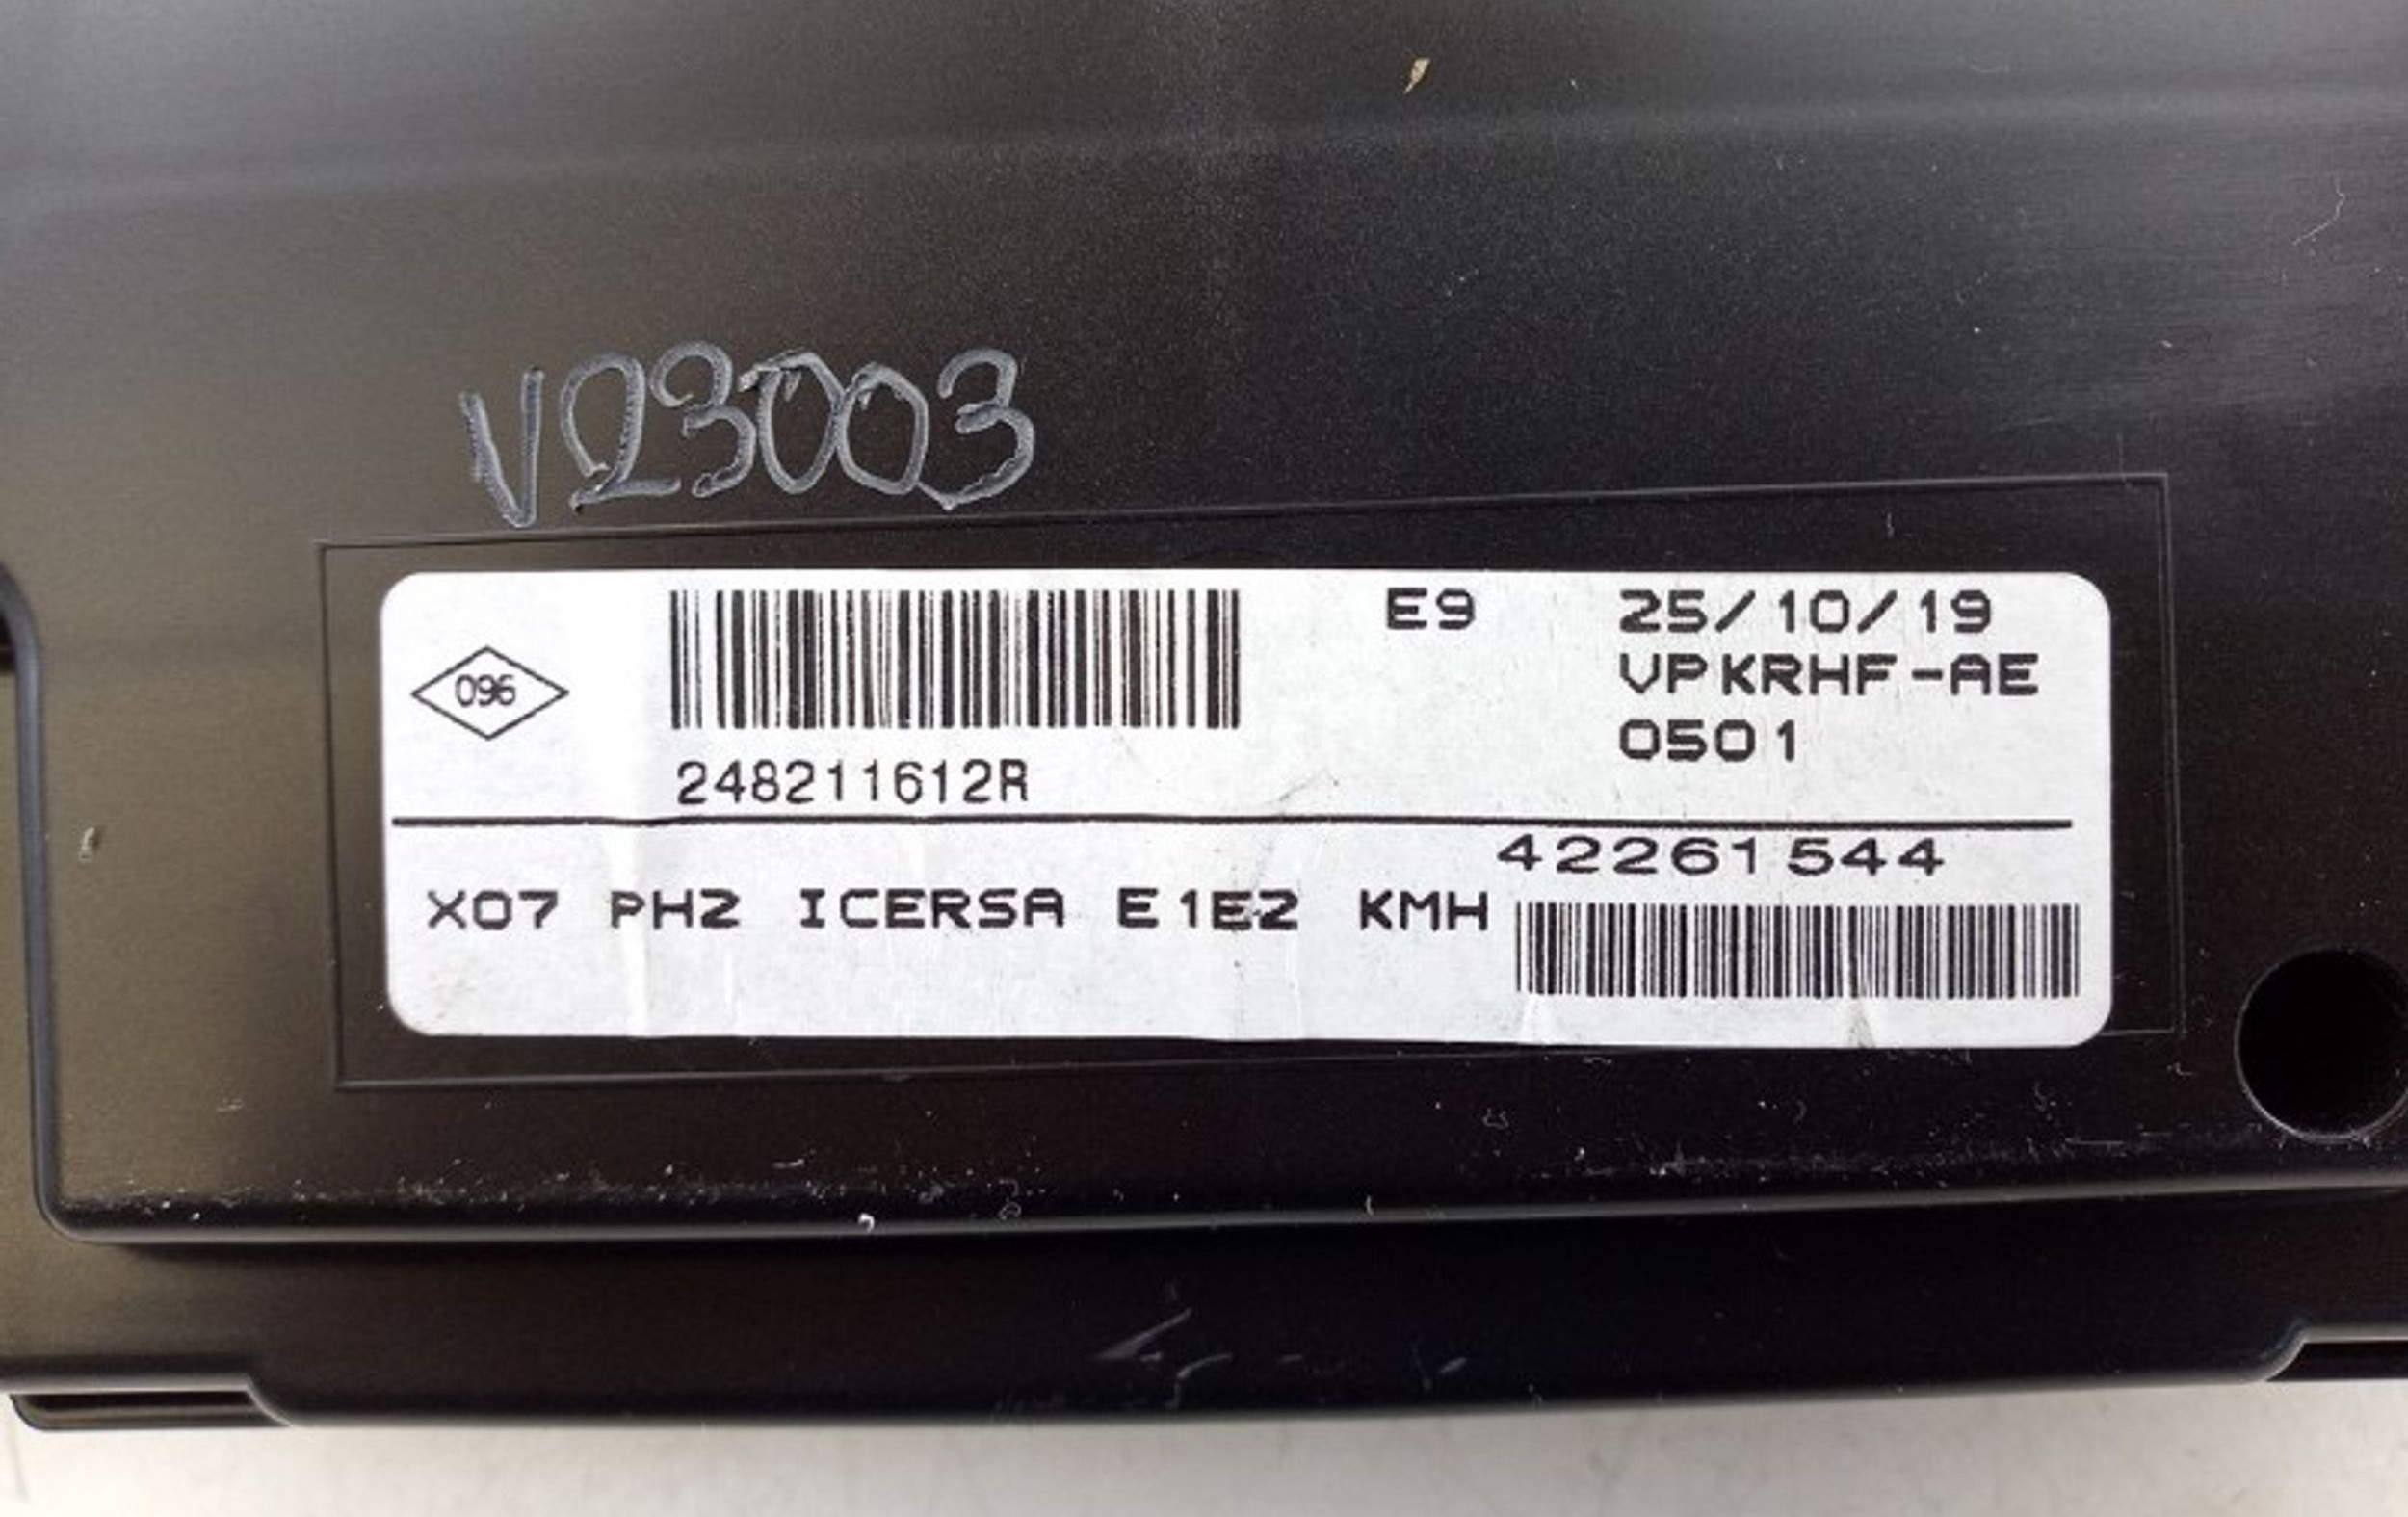 V23003
E9 25/10/19
096 VPKRHF-AE
0501
248211612R
42261544
X07 PH2 ICERSA E1E2 KMH